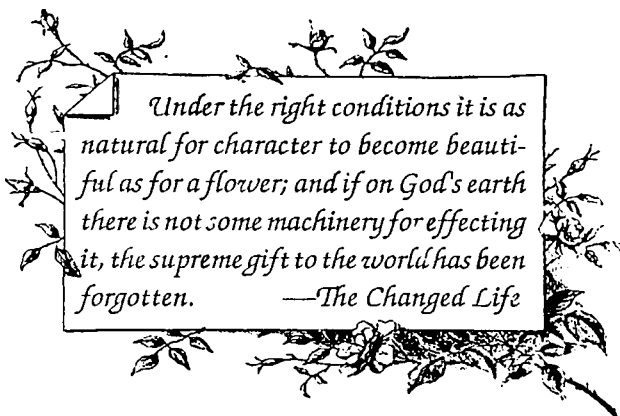 Under the right conditions it is as
natural for character to become beauti-
ful as for a flower; and if on God's earth
there is not some machinery for effecting
it, the supreme gift to the world has been
forgotten. —The Changed Life